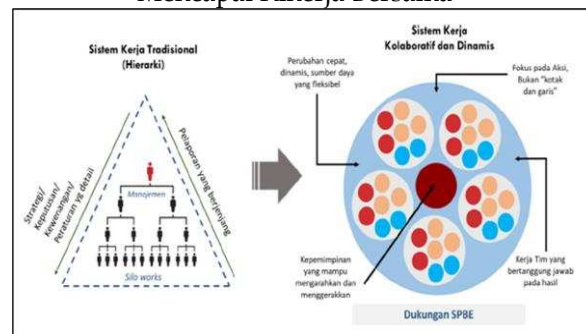 Mencapai Kinerja Bersama
Sistem Kerja Tradisional
(Hierarki)
Strategi/
Keputusan/
Kewenangan/
Peraturan yg detail
Pelaporan yang berjenjang
Manajemen
Silo works
Sistem Kerja
Kolaboratif dan Dinamis
Perubahan cepat,
dinamis, sumber daya
yang fleksibel
Fokus pada Aksi,
Bukan "kotak
dan garis"
Kepemimpinan
yang mampu
mengarahkan dan
menggerakkan
Kerja Tim yang
bertanggung jawab
pada hasil
Dukungan SPBE